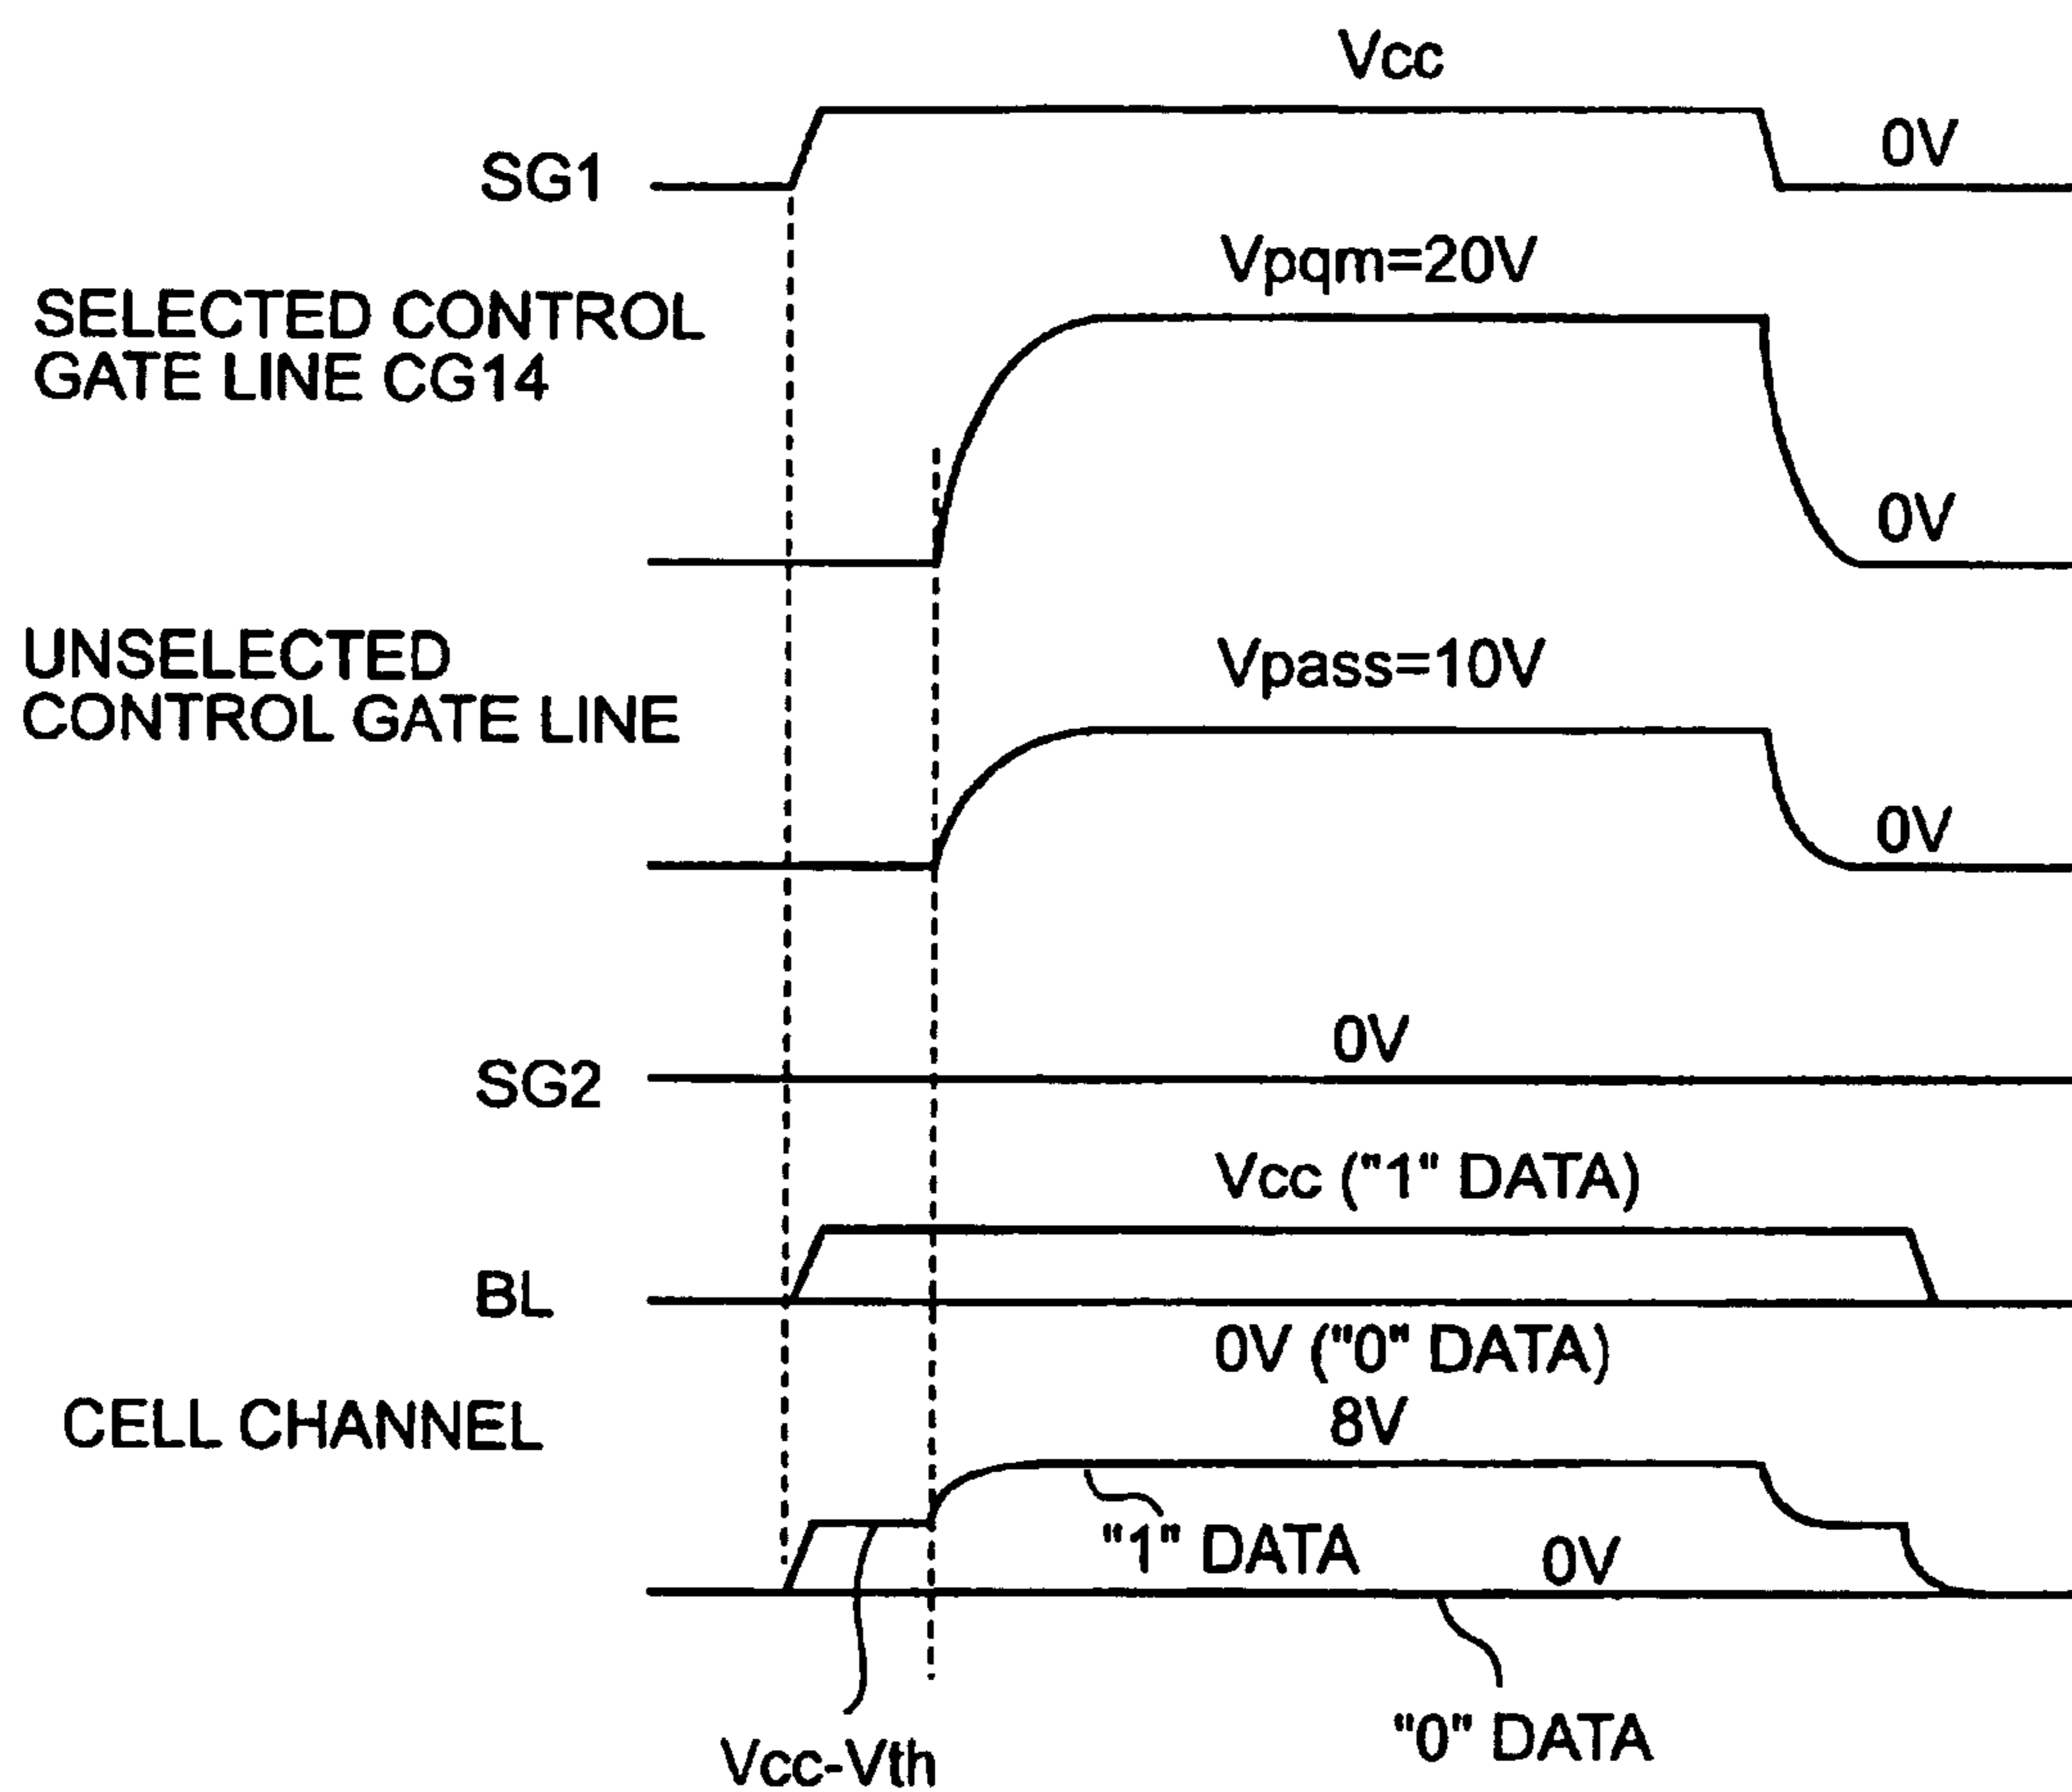 Vcc
SG1
0V
Vpqm=20V
SELECTED CONTROL
GATE LINE CG14
0V
UNSELECTED
CONTROL GATE LINE
Vpass=10V
0V
0V
SG2
Vcc ("1" DATA)
BL
0V ("0" DATA)
CELL CHANNEL
8V
"1" DATA
0V
"0" DATA
Vcc-Vth